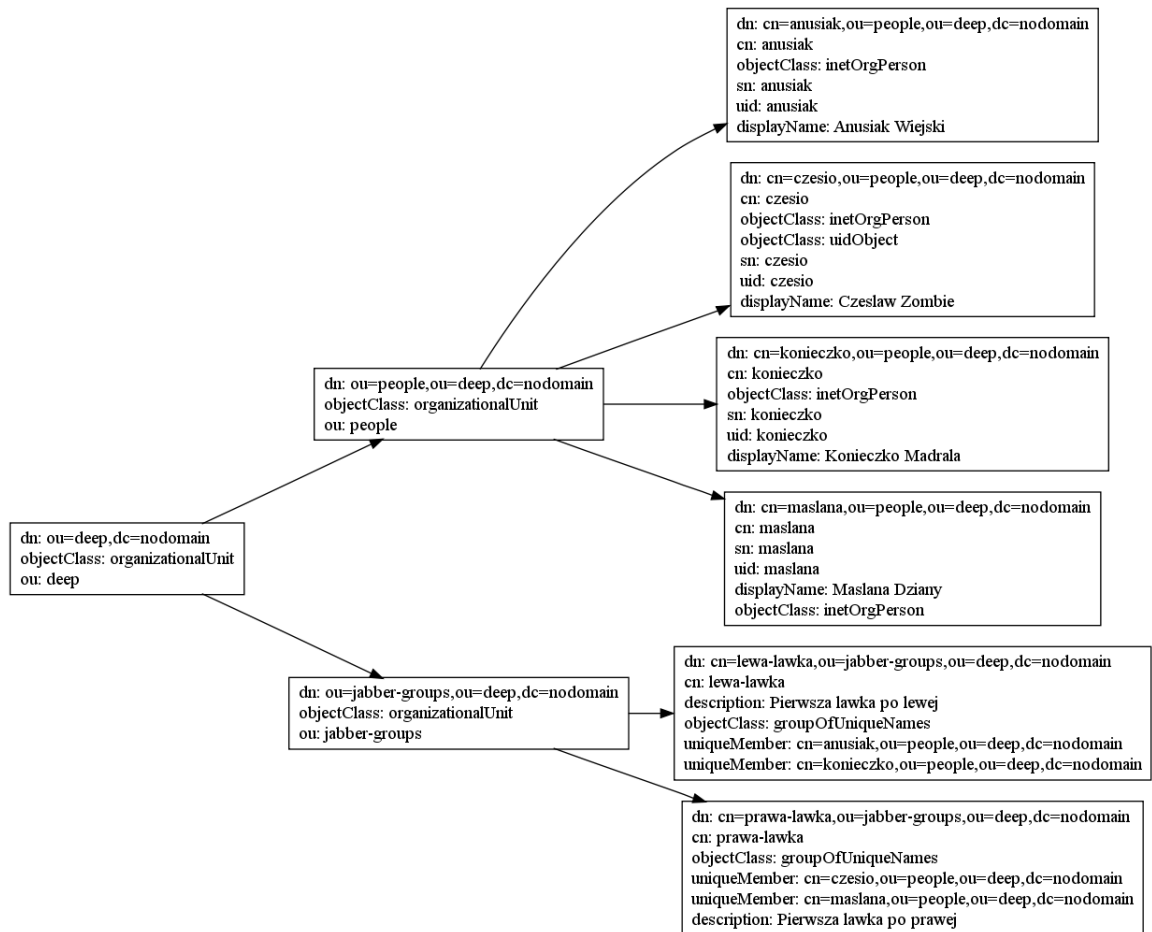 dn: cn=anusiak,ou=people,ou=deep,dc=nodomain
cn: anusiak
objectClass: inetOrgPerson
sn: anusiak
uid: anusiak
displayName: Anusiak Wiejski
dn: cn=czesio,ou=people,ou=deep,dc=nodomain
cn: czesio
objectClass: inetOrgPerson
objectClass: uidObject
sn: czesio
uid: czesio
displayName: Czeslaw Zombie
dn: ou=people,ou=deep,dc=nodomain
objectClass: organizationalUnit
ou: people
dn: cn=konieczko,ou=people,ou=deep,dc=nodomain
cn: konieczko
objectClass: inetOrgPerson
sn: konieczko
uid: konieczko
displayName: Konieczko Madrala
dn: cn=maslana,ou=people,ou=deep,dc=nodomain
cn: maslana
sn: maslana
uid: maslana
displayName: Maslana Dziany
objectClass: inetOrgPerson
dn: ou=deep,dc=nodomain
objectClass: organizationalUnit
ou: deep
dn: ou=jabber-groups,ou=deep,dc=nodomain
objectClass: organizationalUnit
ou: jabber-groups
dn: cn=lewa-lawka,ou=jabber-groups,ou=deep,dc=nodomain
cn: lewa-lawka
description: Pierwsza lawka po lewej
objectClass: groupOfUniqueNames
uniqueMember: cn=anusiak,ou=people,ou=deep,dc=nodomain
uniqueMember: cn=konieczko,ou=people,ou=deep,dc=nodomain
dn: cn=prawa-lawka,ou=jabber-groups,ou=deep,dc=nodomain
cn: prawa-lawka
objectClass: groupOfUniqueNames
uniqueMember: cn=czesio,ou=people,ou=deep,dc=nodomain
uniqueMember: cn=maslana,ou=people,ou=deep,dc=nodomain
description: Pierwsza lawka po prawej